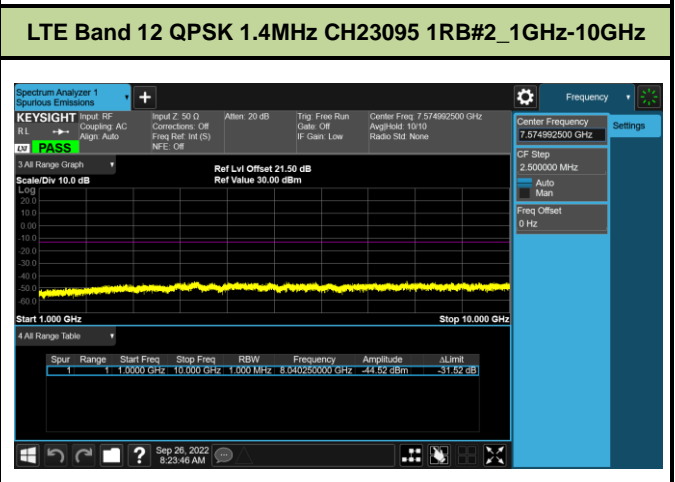 LTE Band 12 QPSK 1.4MHz CH23095 1RB#2_1GHz-10GHz
Spectrum Analyzer 1
Spurious Emissions
+
Frequency
KEYSIGHT
RL
LXI
PASS
Input: RF
Coupling: AC
Align: Auto
Input Z: 50 Ω
Corrections: Off
Freq Ref: Int (S)
NFE: Off
Atten: 20 dB
Trig: Free Run
Gate: Off
IF Gain: Low
Center Freq: 7.574992500 GHz
Avg|Hold: 10/10
Radio Std: None
Center Frequency
7.574992500 GHz
Settings
CF Step
2.500000 MHz
Auto
Man
Freq Offset
0 Hz
3 All Range Graph
Scale/Div 10.0 dB
Ref Lvl Offset 21.50 dB
Ref Value 30.00 dBm
Log
20.0
10.0
0.00
-10.0
-20.0
-30.0
-40.0
-50.0
-60.0
Start 1.000 GHz
Stop 10.000 GHz
4 All Range Table
Spur Range Start Freq Stop Freq RBW Frequency Amplitude ΔLimit
1 1 1.0000 GHz 10.000 GHz 1.000 MHz 8.040250000 GHz -44.52 dBm -31.52 dB
?
Sep 26, 2022
8:23:46 AM